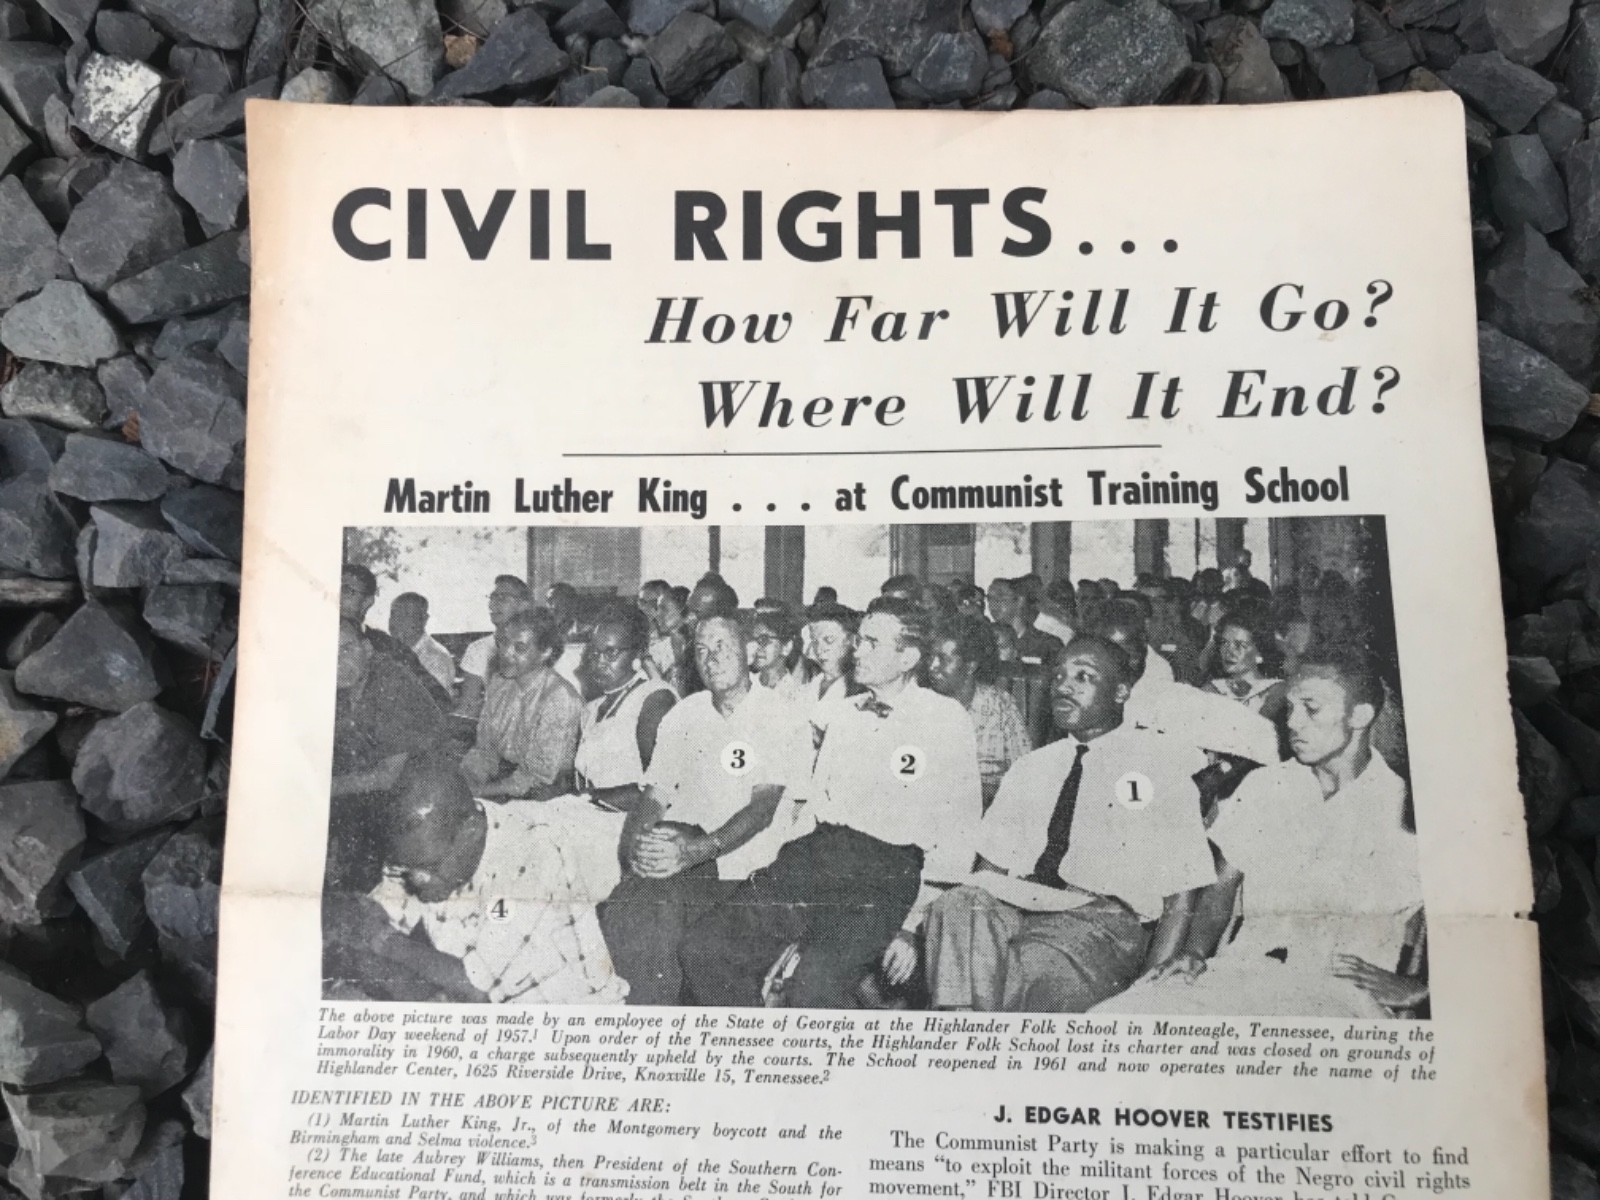 CIVIL RIGHTS...
How Far Will It Go?
Where Will It End?
Martin Luther King . . . at Communist Training School
3
2
1
4
The above picture was made by an employee of the State of Georgia at the Highlander Folk School in Monteagle, Tennessee, during the
Labor Day weekend of 1957.1 Upon order of the Tennessee courts, the Highlander Folk School lost its charter and was closed on grounds of
immorality in 1960, a charge subsequently upheld by the courts. The School reopened in 1961 and now operates under the name of the
Highlander Center, 1625 Riverside Drive, Knoxville 15, Tennessee.2
IDENTIFIED IN THE ABOVE PICTURE ARE:
(1) Martin Luther King, Jr., of the Montgomery boycott and the
Birmingham and Selma violence.3
(2) The late Aubrey Williams, then President of the Southern Con-
ference Educational Fund, which is a transmission belt in the South for
the Communist Party, and which was formerly the
J. EDGAR HOOVER TESTIFIES
The Communist Party is making a particular effort to find
means "to exploit the militant forces of the Negro civil rights
movement," FBI Director J. Edgar Hoover has told